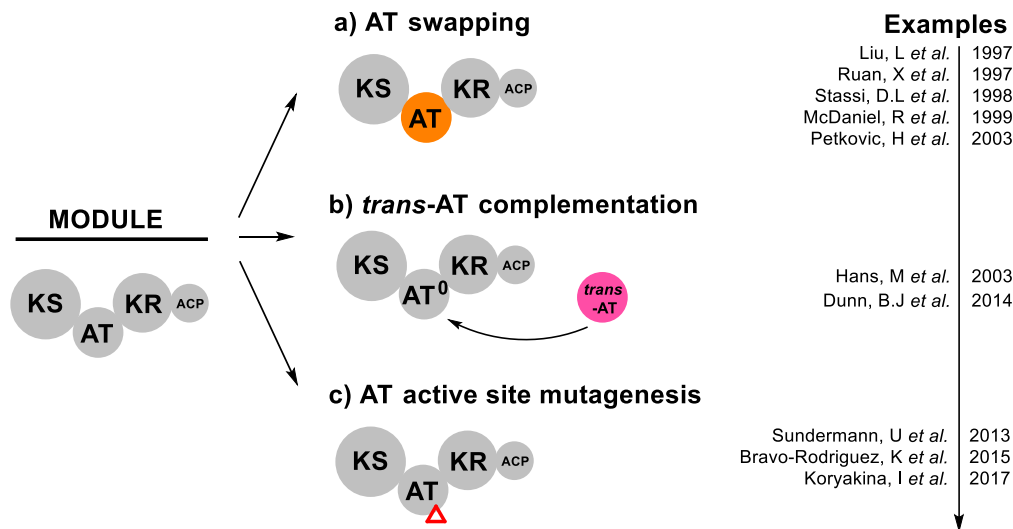 a) AT swapping
KS
AT
KR
ACP
Examples
Liu, L et al. 1997
Ruan, X et al. 1997
Stassi, D.L et al. 1998
McDaniel, R et al. 1999
Petkovic, H et al. 2003
MODULE
KS
AT
KR
ACP
b) trans-AT complementation
KS
AT⁰
KR
ACP
trans
-AT
Hans, M et al. 2003
Dunn, B.J et al. 2014
c) AT active site mutagenesis
KS
AT
KR
ACP
Sundermann, U et al. 2013
Bravo-Rodriguez, K et al. 2015
Koryakina, I et al. 2017